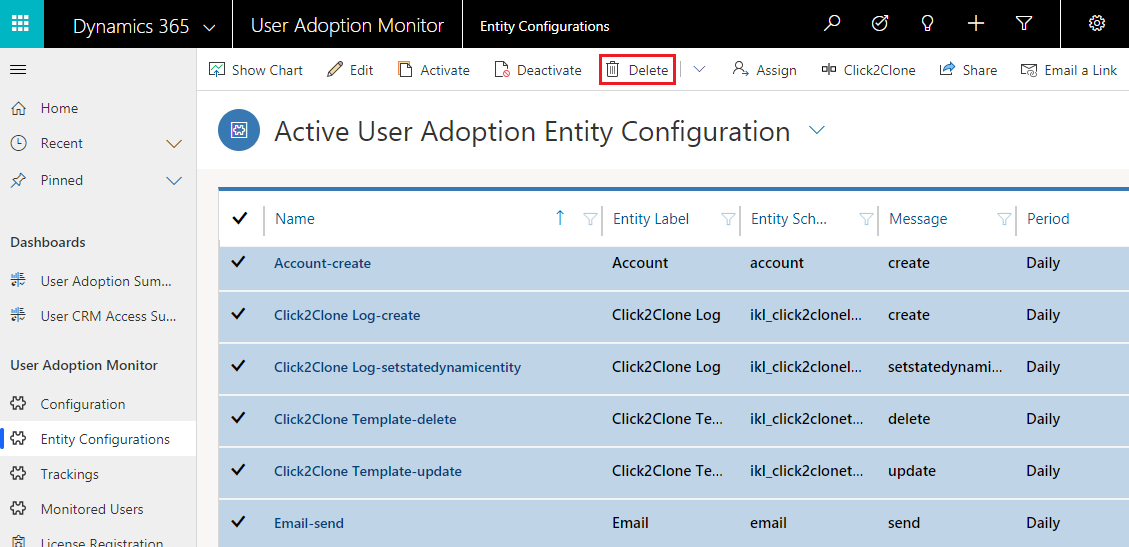 Dynamics 365
User Adoption Monitor
Entity Configurations
Show Chart
Edit
Activate
Deactivate
Delete
Assign
Click2Clone
Share
Email a Link
Home
Recent
Pinned
Dashboards
User Adoption Sum...
User CRM Access Su...
User Adoption Monitor
Configuration
Entity Configurations
Trackings
Monitored Users
License Registration
Active User Adoption Entity Configuration
Name Entity Label Entity Sch... Message Period
Account-create Account account create Daily
Click2Clone Log-create Click2Clone Log ikl_click2clonel... create Daily
Click2Clone Log-setstatedynamicentity Click2Clone Log ikl_click2clonel... setstatedynami... Daily
Click2Clone Template-delete Click2Clone Te... ikl_click2clonet... delete Daily
Click2Clone Template-update Click2Clone Te... ikl_click2clonet... update Daily
Email-send Email email send Daily